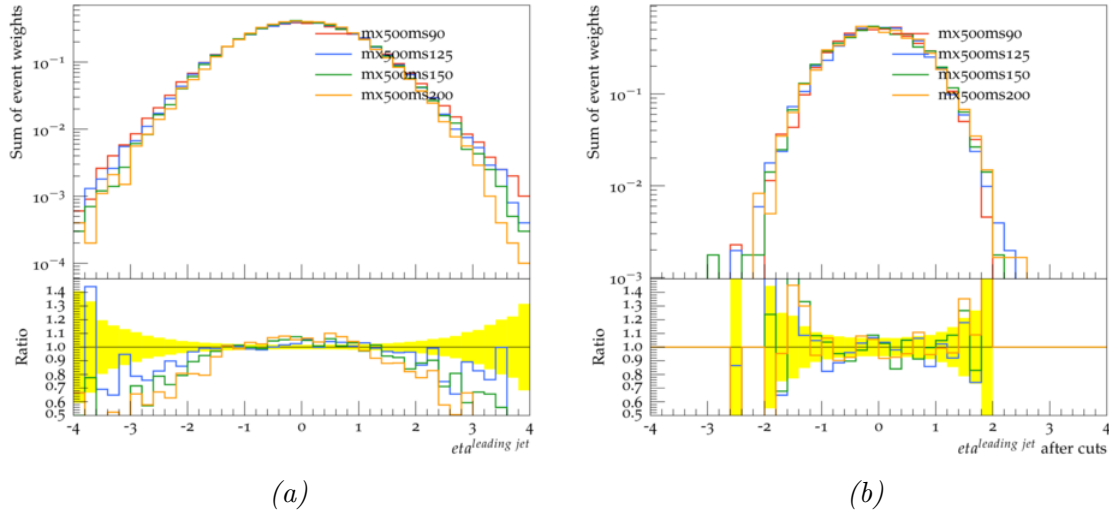 mx500ms90
mx500ms125
mx500ms150
mx500ms200
10^−1
10^−2
10^−3
10^−4
Sum of event weights
1.4
1.3
1.2
1.1
1.0
0.9
0.8
0.7
0.6
0.5
Ratio
-4 -3 -2 -1 0 1 2 3 4
eta^leading jet
(a)
mx500ms90
mx500ms125
mx500ms150
mx500ms200
10^−1
10^−2
10^−3
Sum of event weights
1.4
1.3
1.2
1.1
1.0
0.9
0.8
0.7
0.6
0.5
Ratio
-4 -3 -2 -1 0 1 2 3 4
eta^leading jet after cuts
(b)